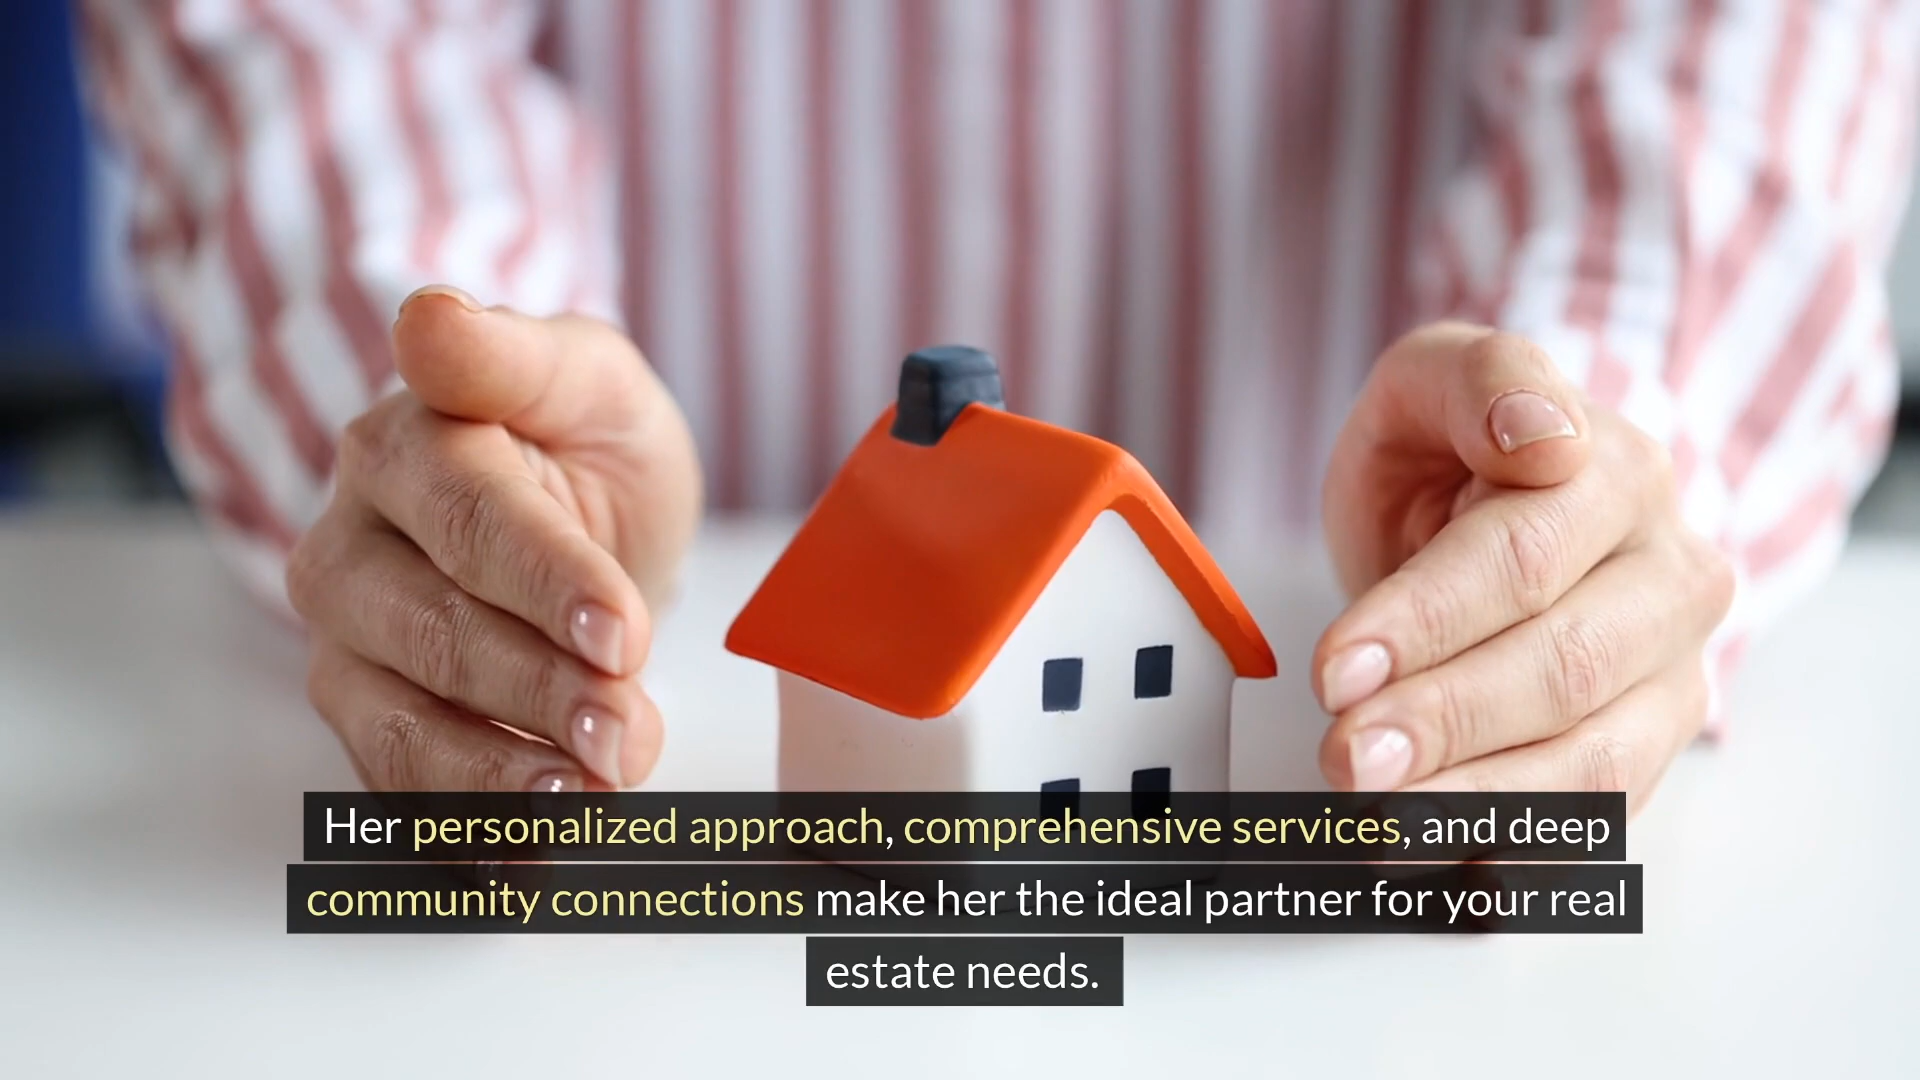 Her personalized approach, comprehensive services, and deep
community connections make her the ideal partner for your real
estate needs.